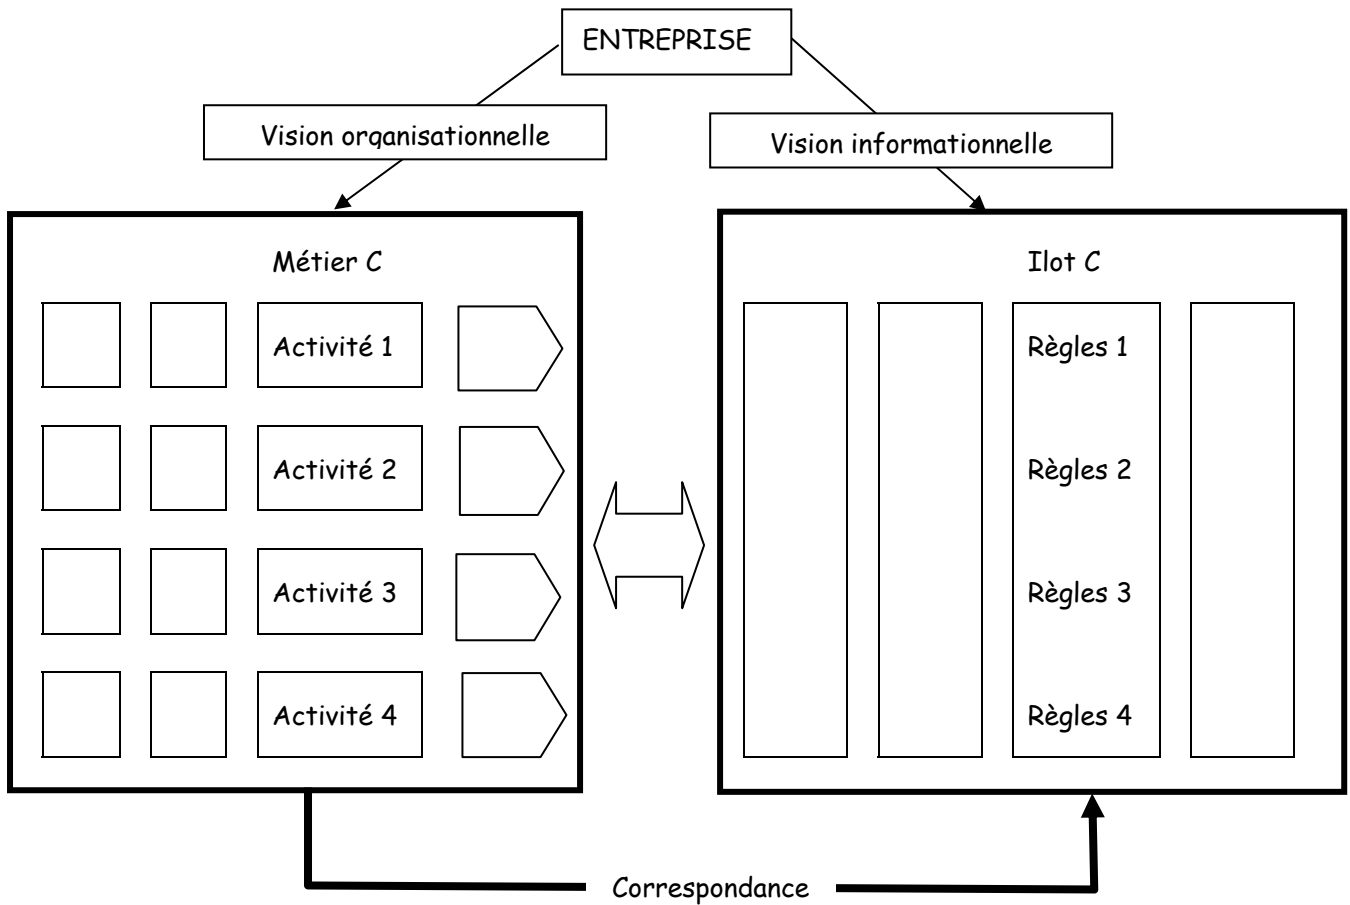 ENTREPRISE
Vision organisationnelle
Vision informationnelle
Métier C
Ilot C
Activité 1
Règles 1
Activité 2
Règles 2
Activité 3
Règles 3
Activité 4
Règles 4
Correspondance